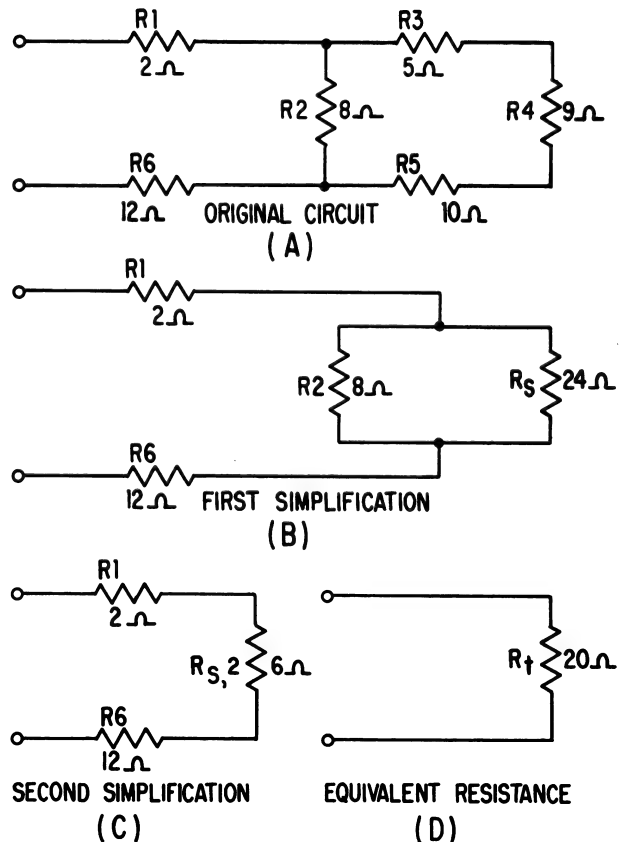 R1
2Ω
R3
5Ω
R2 8Ω
R4 9Ω
R6
12Ω
R5
10Ω
ORIGINAL CIRCUIT
(A)
R1
2Ω
R2 8Ω
Rs 24Ω
R6
12Ω
FIRST SIMPLIFICATION
(B)
R1
2Ω
Rs, 2 6Ω
R6
12Ω
SECOND SIMPLIFICATION
(C)
Rt 20Ω
EQUIVALENT RESISTANCE
(D)